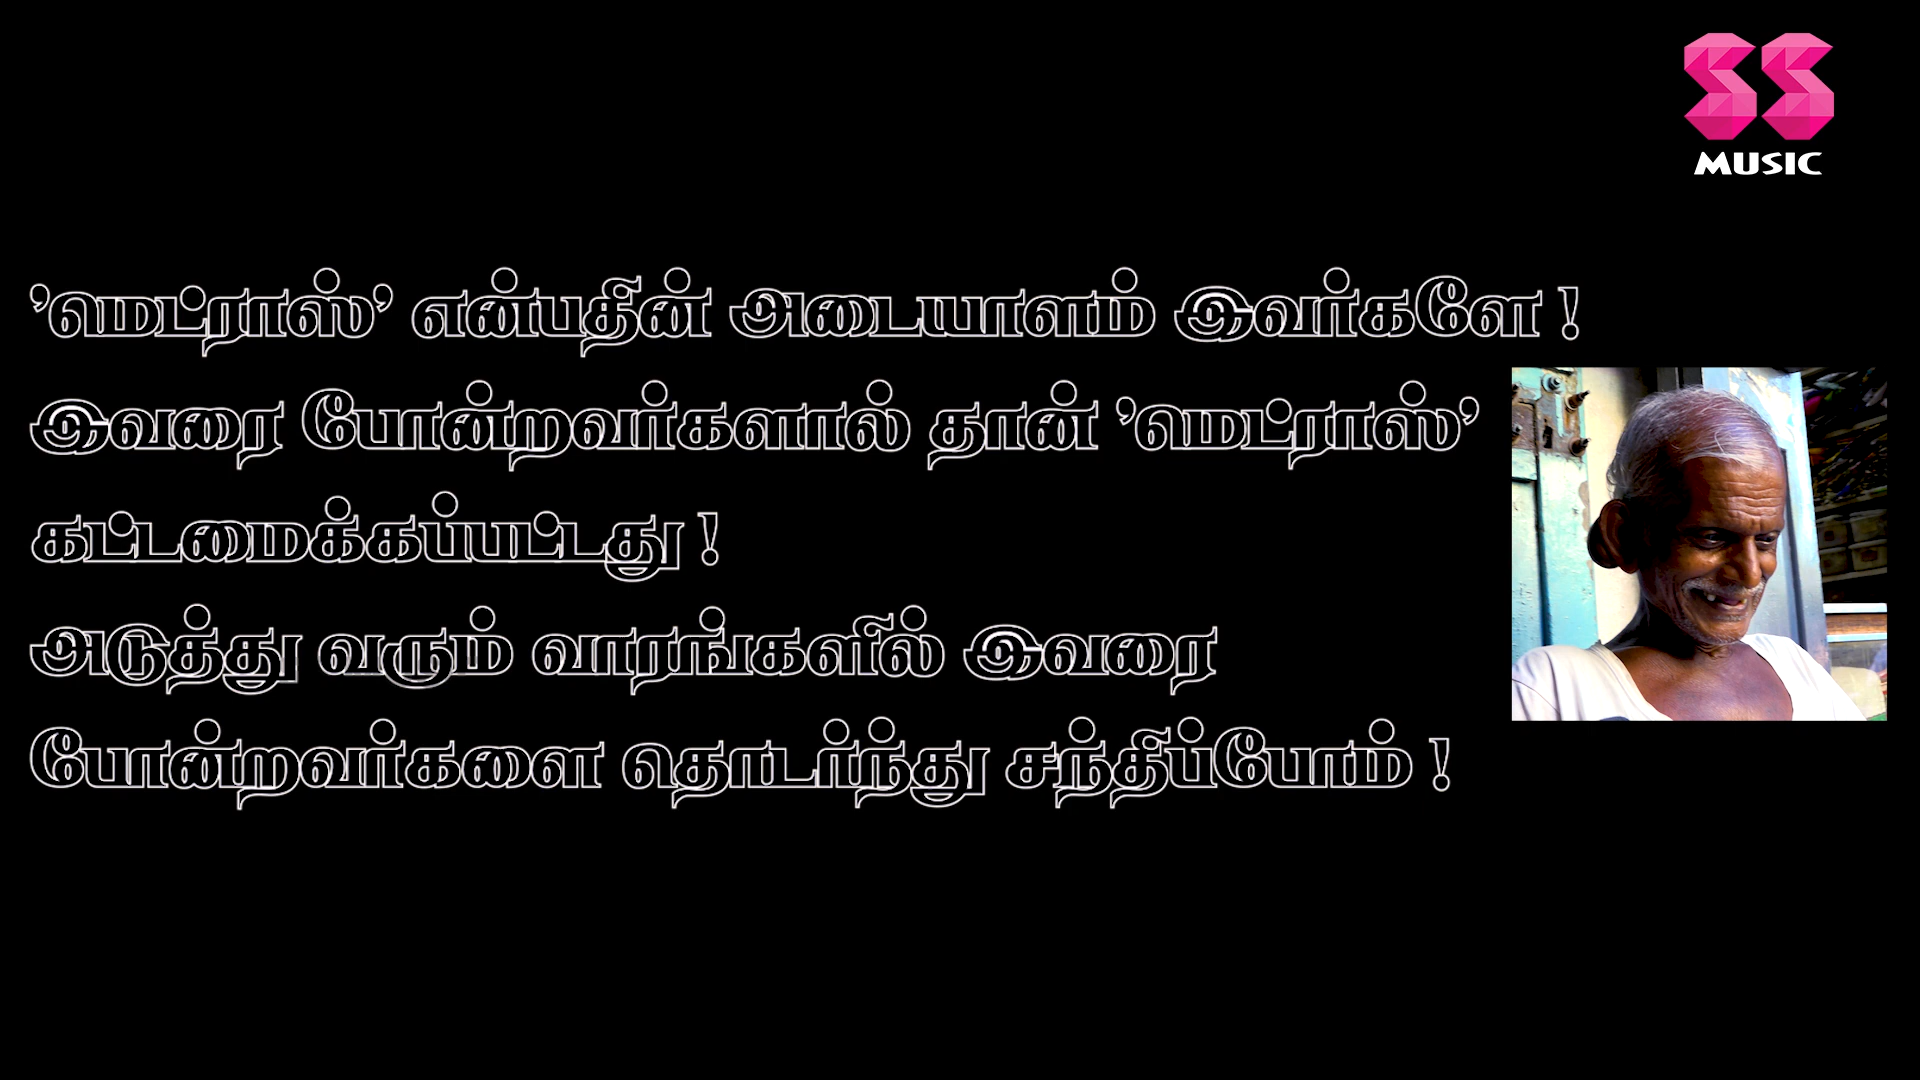 SS
MUSIC
’மெட்ராஸ்’ என்பதின் அடையாளம் இவர்களே !
இவரை போன்றவர்களால் தான் ’மெட்ராஸ்’
கட்டமைக்கப்பட்டது !
அடுத்து வரும் வாரங்களில் இவரை
போன்றவர்களை தொடர்ந்து சந்திப்போம் !